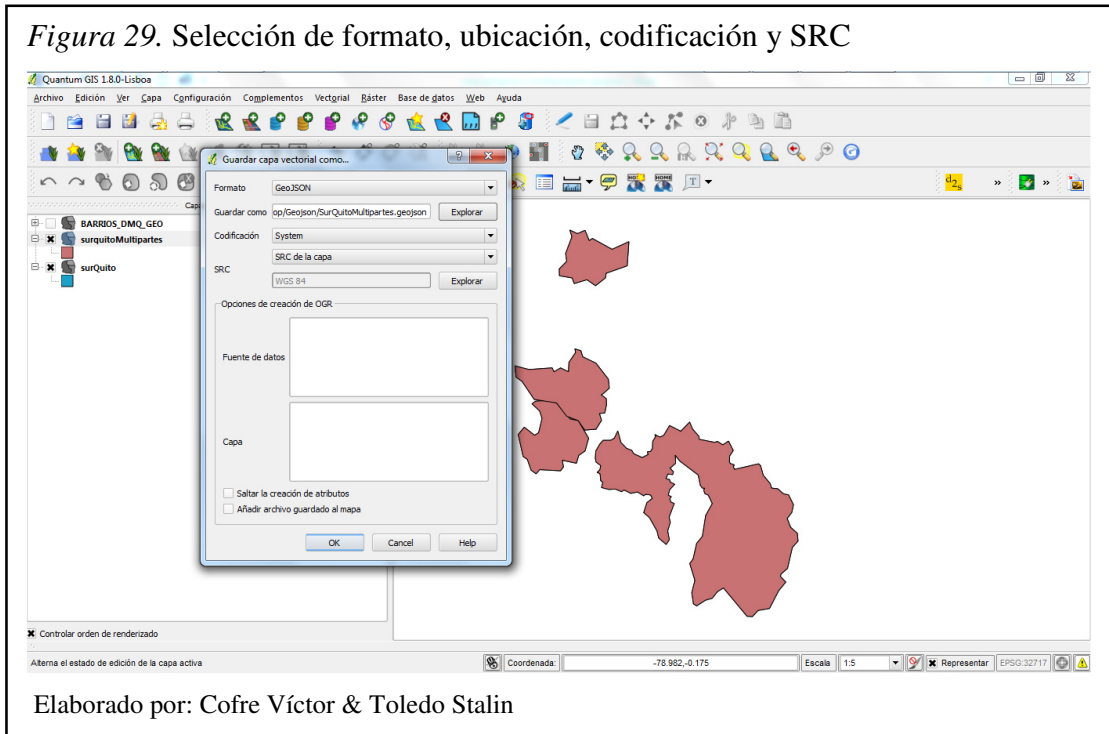 Figura 29. Selección de formato, ubicación, codificación y SRC
Quantum GIS 1.8.0-Lisboa
Archivo Edición Ver Capa Configuración Complementos Vectorial Ráster Base de datos Web Ayuda
Guardar capa vectorial como...
Formato GeoJSON
Guardar como op/Geojson/SurQuitoMultipartes.geojson Explorar
Codificación System
SRC de la capa
SRC
WGS 84 Explorar
Opciones de creación de OGR
Fuente de datos
Capa
Saltar la creación de atributos
Añadir archivo guardado al mapa
OK Cancel Help
BARRIOS_DMQ_GEO
surquitoMultipartes
surQuito
Controlar orden de renderizado
Alterna el estado de edición de la capa activa Coordenada: -78.982,-0.175 Escala 1:5 Representar EPSG:32717
Elaborado por: Cofre Víctor & Toledo Stalin